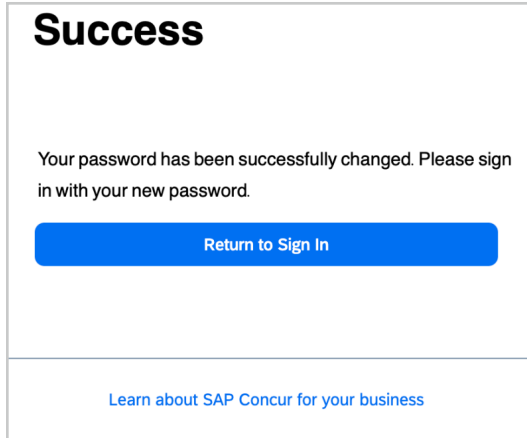 Success
Your password has been successfully changed. Please sign
in with your new password.
Return to Sign In
Learn about SAP Concur for your business